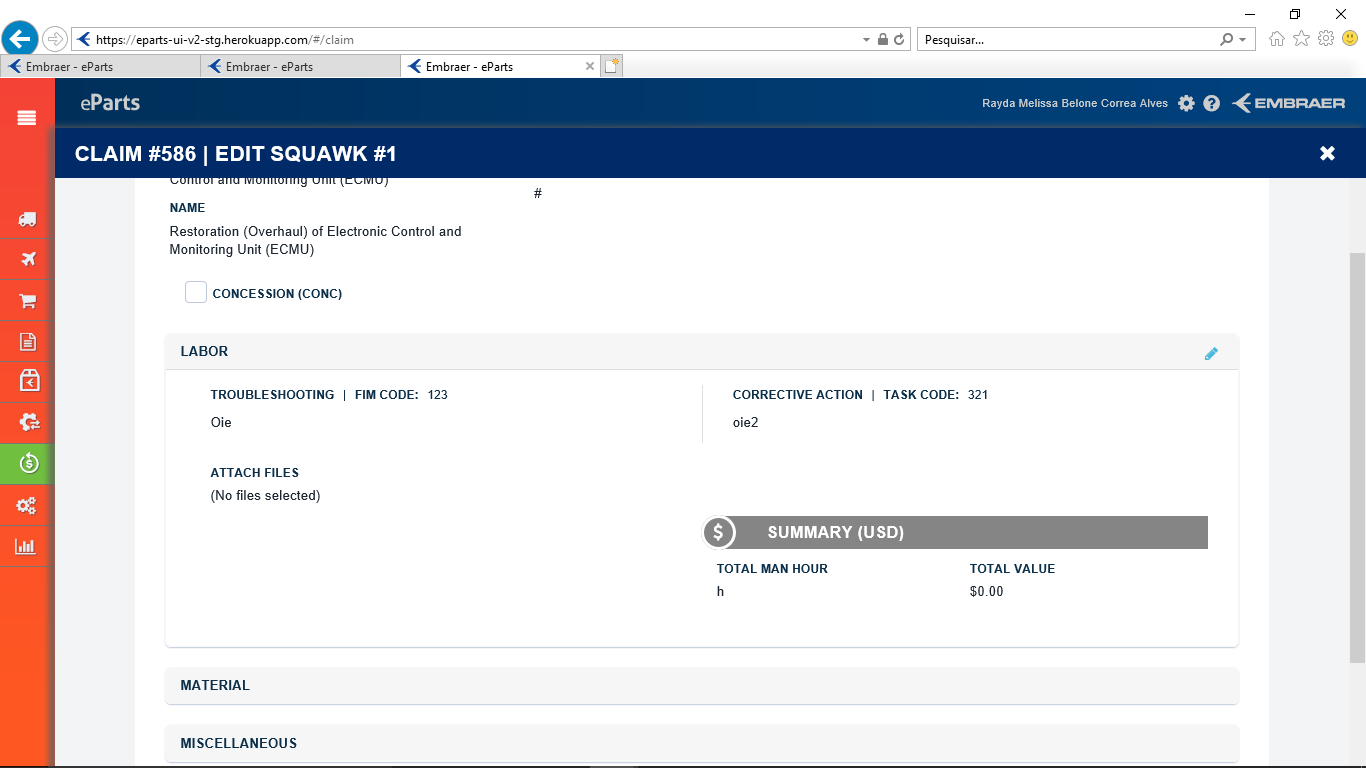 https://eparts-ui-v2-stg.herokuapp.com/#/claim
Pesquisar...
Embraer - eParts
Embraer - eParts
Embraer - eParts
eParts
Rayda Melissa Belone Correa Alves
EMBRAER
CLAIM #586 | EDIT SQUAWK #1
Control and Monitoring Unit (ECMU)
#
NAME
Restoration (Overhaul) of Electronic Control and
Monitoring Unit (ECMU)
CONCESSION (CONC)
LABOR
TROUBLESHOOTING | FIM CODE: 123
Oie
CORRECTIVE ACTION | TASK CODE: 321
oie2
ATTACH FILES
(No files selected)
$ SUMMARY (USD)
TOTAL MAN HOUR
h
TOTAL VALUE
$0.00
MATERIAL
MISCELLANEOUS